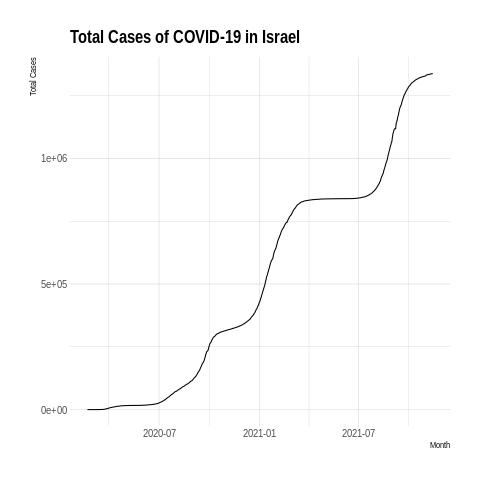 Total Cases of COVID-19 in Israel
Total Cases
1e+06
5e+05
0e+00
2020-07 2021-01 2021-07
Month